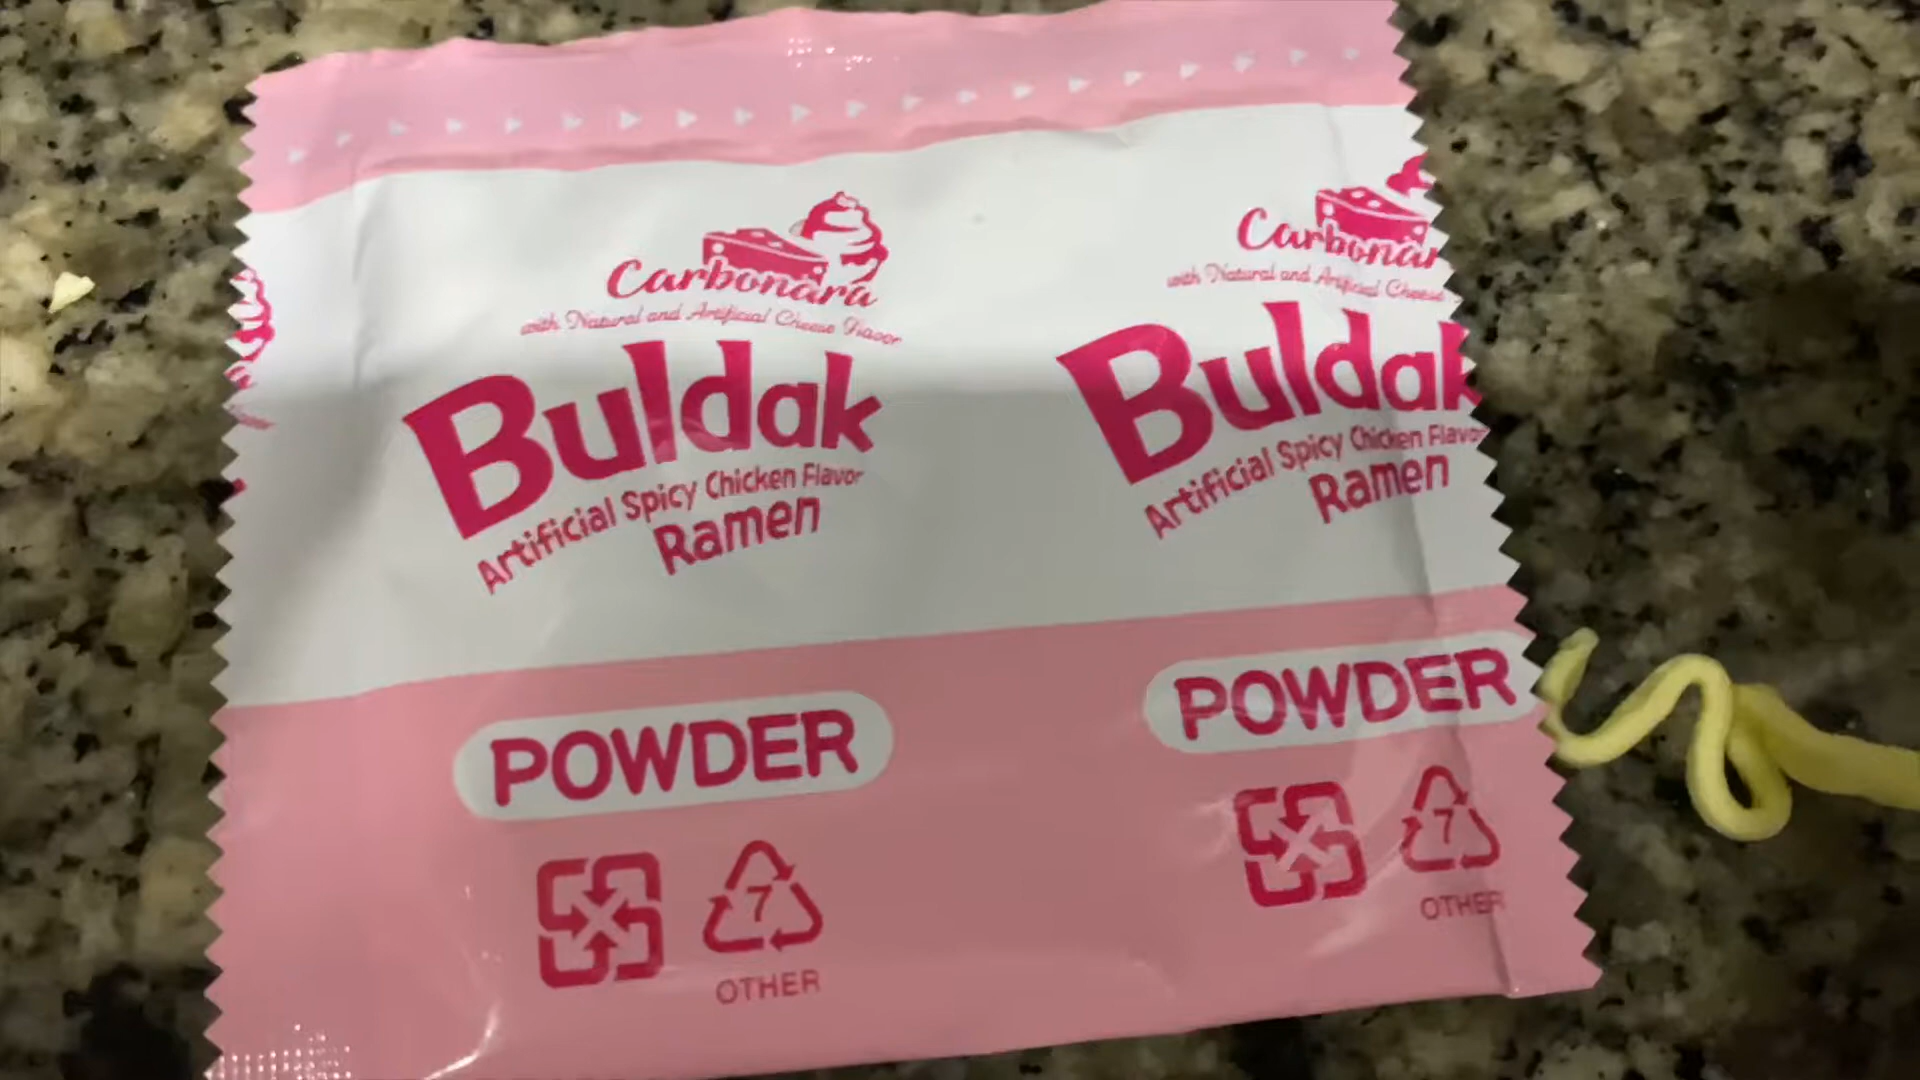 Carbonara
with Natural and Artificial Cheese Flavor
Buldak
Artificial Spicy Chicken Flavor
Ramen
POWDER
7
OTHER
Carbonar
with Natural and Artificial Cheese
Buldak
Artificial Spicy Chicken Flavor
Ramen
POWDER
7
OTHER